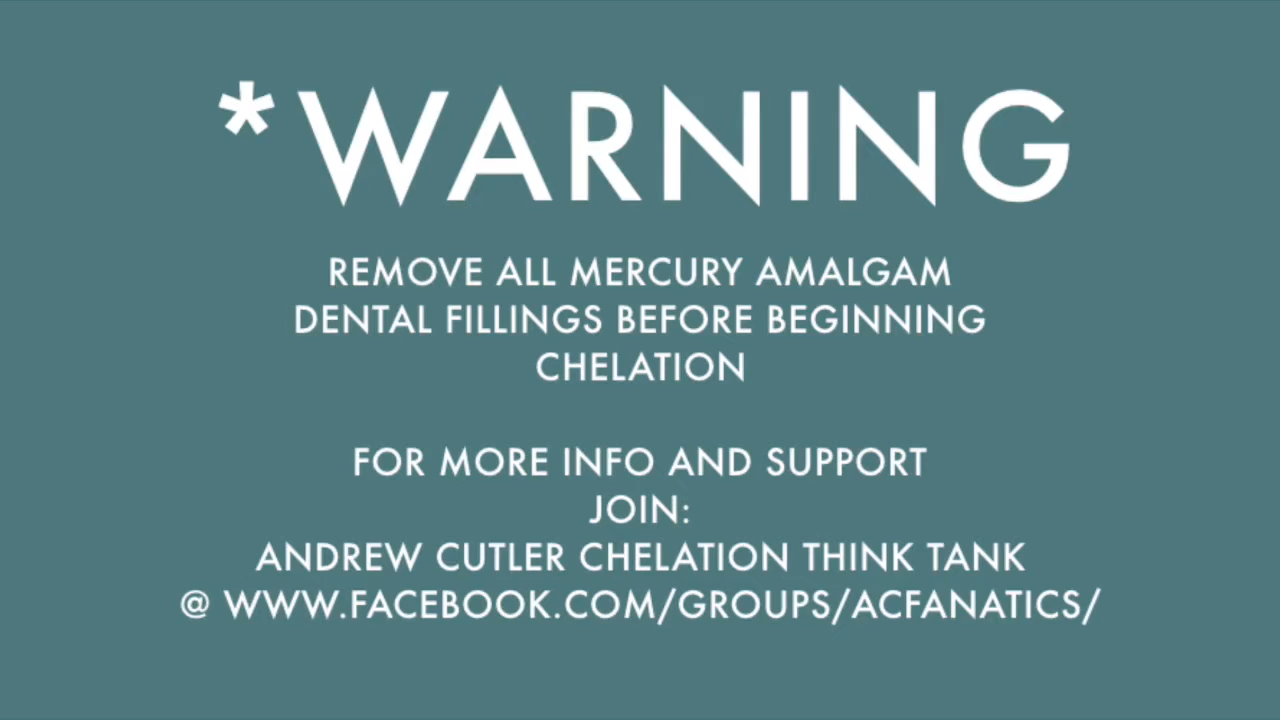 *WARNING
REMOVE ALL MERCURY AMALGAM
DENTAL FILLINGS BEFORE BEGINNING
CHELATION
FOR MORE INFO AND SUPPORT
JOIN:
ANDREW CUTLER CHELATION THINK TANK
@ WWW.FACEBOOK.COM/GROUPS/ACFANATICS/